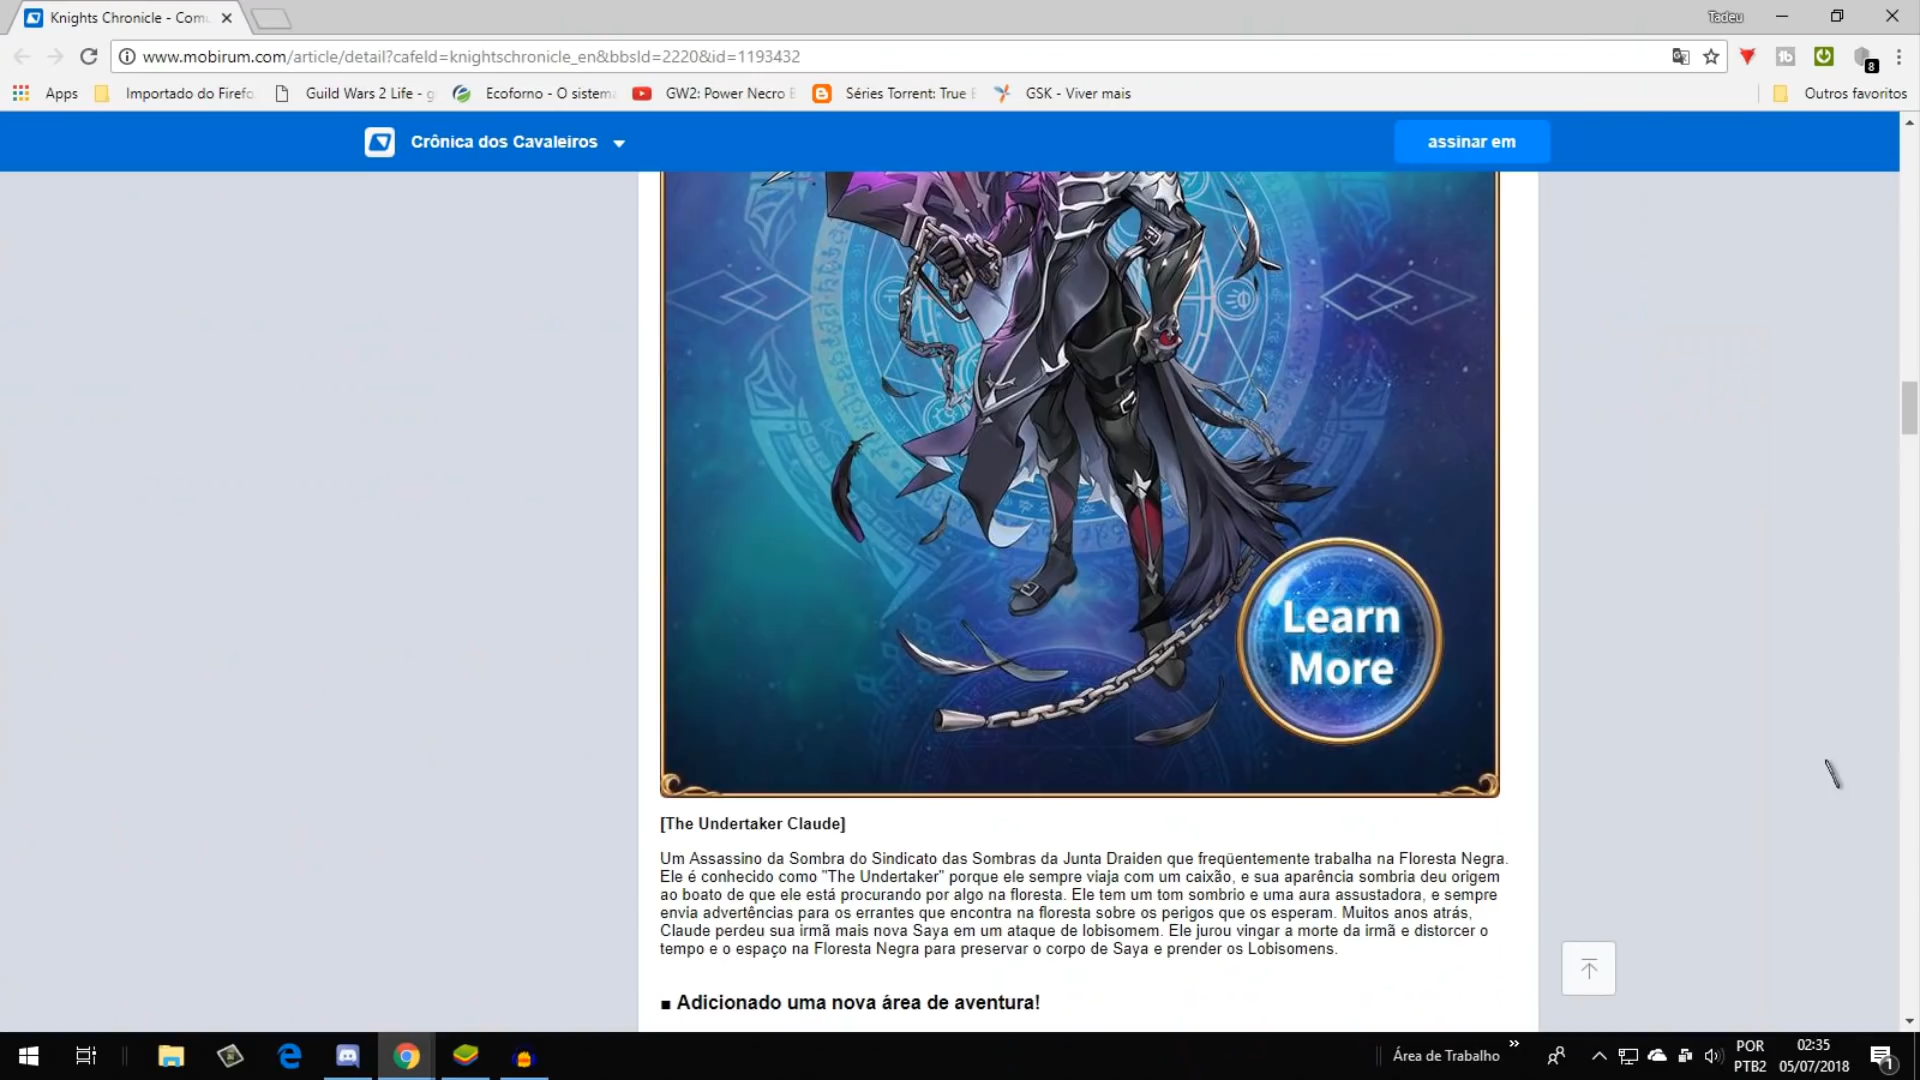 Knights Chronicle - Com
Tadeu
www.mobirum.com/article/detail?cafeId=knightschronicle_en&bbsId=2220&id=1193432
8
Apps
Importado do Firefo
Guild Wars 2 Life - g
Ecoforno - O sistem
GW2: Power Necro
Séries Torrent: True
GSK - Viver mais
Outros favoritos
Crônica dos Cavaleiros
assinar em
Learn
More
[The Undertaker Claude]
Um Assassino da Sombra do Sindicato das Sombras da Junta Draiden que freqüentemente trabalha na Floresta Negra.
Ele é conhecido como "The Undertaker" porque ele sempre viaja com um caixão, e sua aparência sombria deu origem
ao boato de que ele está procurando por algo na floresta. Ele tem um tom sombrio e uma aura assustadora, e sempre
envia advertências para os errantes que encontra na floresta sobre os perigos que os esperam. Muitos anos atrás,
Claude perdeu sua irmã mais nova Saya em um ataque de lobisomem. Ele jurou vingar a morte da irmã e distorcer o
tempo e o espaço na Floresta Negra para preservar o corpo de Saya e prender os Lobisomens.
■ Adicionado uma nova área de aventura!
Área de Trabalho
POR
PTB2
02:35
05/07/2018
1